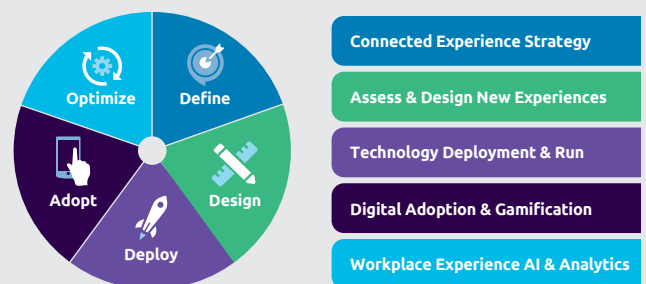 Optimize
Define
Adopt
Design
Deploy
Connected Experience Strategy
Assess & Design New Experiences
Technology Deployment & Run
Digital Adoption & Gamification
Workplace Experience AI & Analytics